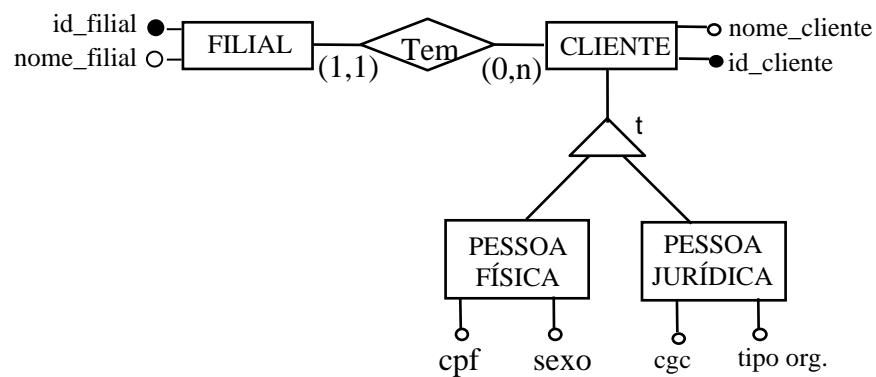 id_filial
nome_filial
FILIAL
(1,1)
Tem
(0,n)
CLIENTE
nome_cliente
id_cliente
t
PESSOA
FÍSICA
PESSOA
JURÍDICA
cpf
sexo
cgc
tipo org.